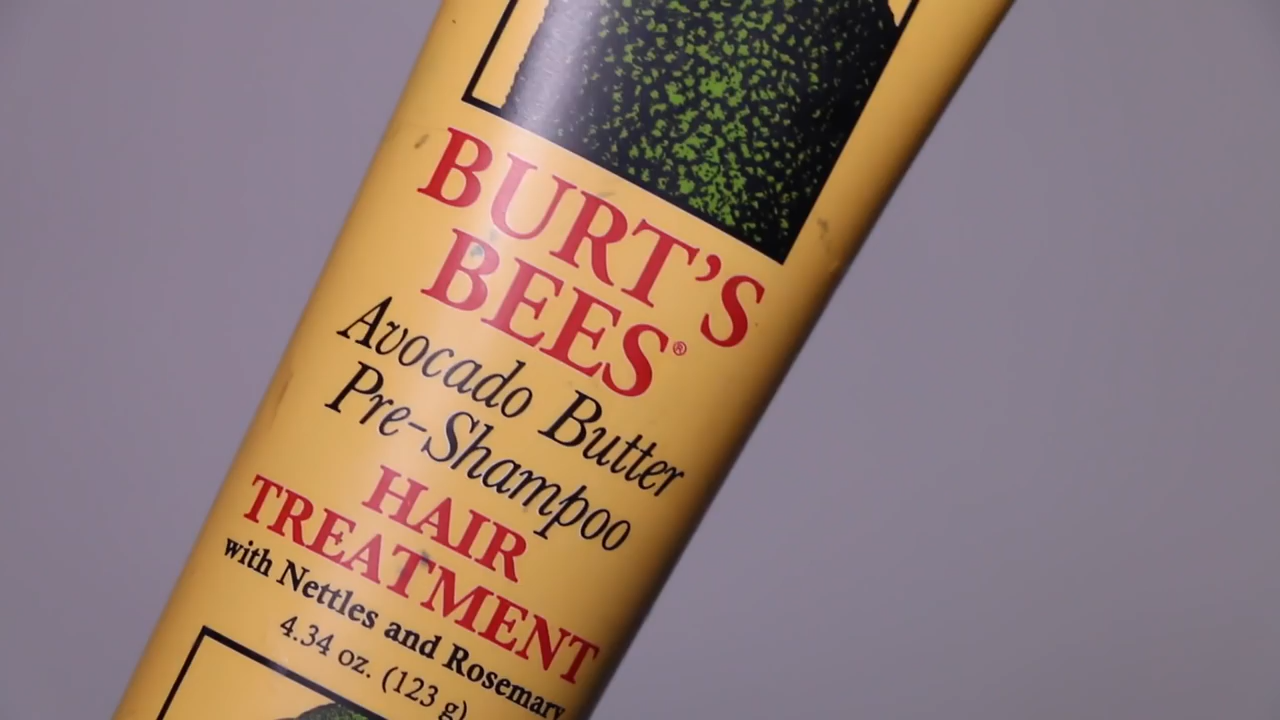 BURT'S
BEES®
Avocado Butter
Pre-Shampoo
HAIR
TREATMENT
with Nettles and Rosemary
4.34 oz. (123 g)